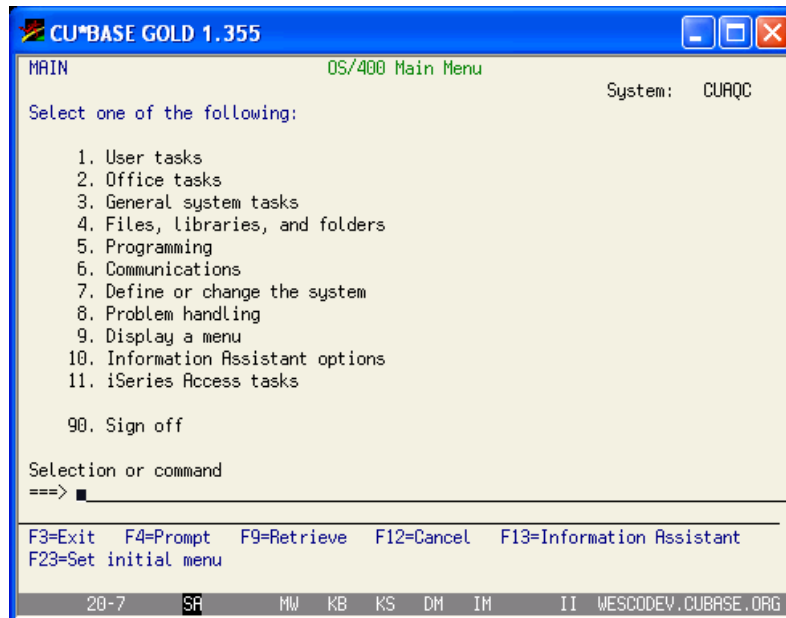 CU*BASE GOLD 1.355
MAIN OS/400 Main Menu
System: CUAQC
Select one of the following:
1. User tasks
2. Office tasks
3. General system tasks
4. Files, libraries, and folders
5. Programming
6. Communications
7. Define or change the system
8. Problem handling
9. Display a menu
10. Information Assistant options
11. iSeries Access tasks
90. Sign off
Selection or command
===>
F3=Exit F4=Prompt F9=Retrieve F12=Cancel F13=Information Assistant
F23=Set initial menu
20-7 SA MW KB KS DM IM II WESCODEV.CUBASE.ORG